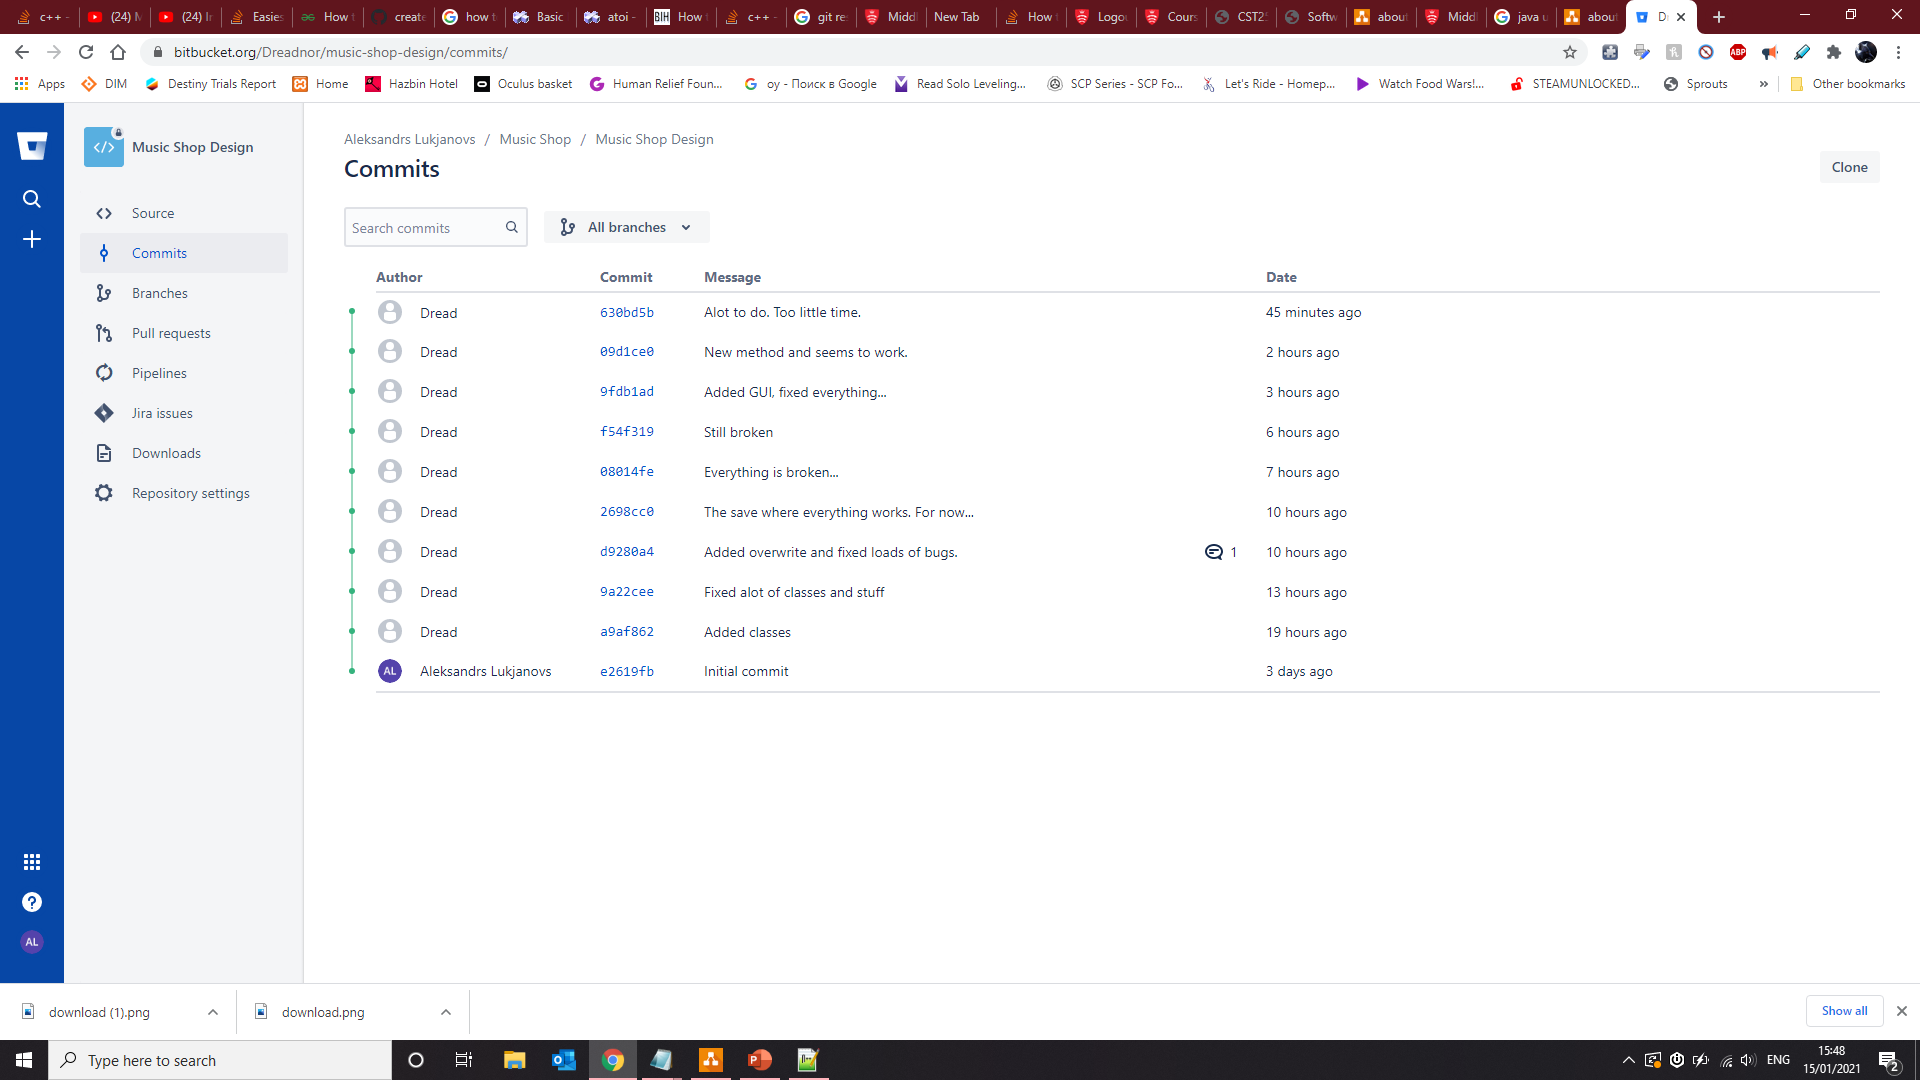 c++ -
(24) M
(24) Ir
Easies
How t
create
how t
Basic
atoi -
BIH
How t
c++ -
git re
Middl
New Tab
How t
Logo
Cours
CST2
Softw
about
Middl
java u
about
D
bitbucket.org/Dreadnor/music-shop-design/commits/
ABP
Apps
DIM
Destiny Trials Report
Home
Hazbin Hotel
Oculus basket
Human Relief Foun...
oy - Поиск в Google
Read Solo Leveling...
SCP Series - SCP Fo...
Let's Ride - Homep...
Watch Food Wars!...
STEAMUNLOCKED...
Sprouts
»
Other bookmarks
Music Shop Design
Source
Commits
Branches
Pull requests
Pipelines
Jira issues
Downloads
Repository settings
AL
Aleksandrs Lukjanovs / Music Shop / Music Shop Design
Commits
Clone
Search commits
All branches
Author Commit Message Date
Dread 630bd5b Alot to do. Too little time. 45 minutes ago
Dread 09d1ce0 New method and seems to work. 2 hours ago
Dread 9fdb1ad Added GUI, fixed everything... 3 hours ago
Dread f54f319 Still broken 6 hours ago
Dread 08014fe Everything is broken... 7 hours ago
Dread 2698cc0 The save where everything works. For now... 10 hours ago
Dread d9280a4 Added overwrite and fixed loads of bugs. 1 10 hours ago
Dread 9a22cee Fixed alot of classes and stuff 13 hours ago
Dread a9af862 Added classes 19 hours ago
AL Aleksandrs Lukjanovs e2619fb Initial commit 3 days ago
download (1).png
download.png
Show all
Type here to search
ENG
15:48
15/01/2021
2